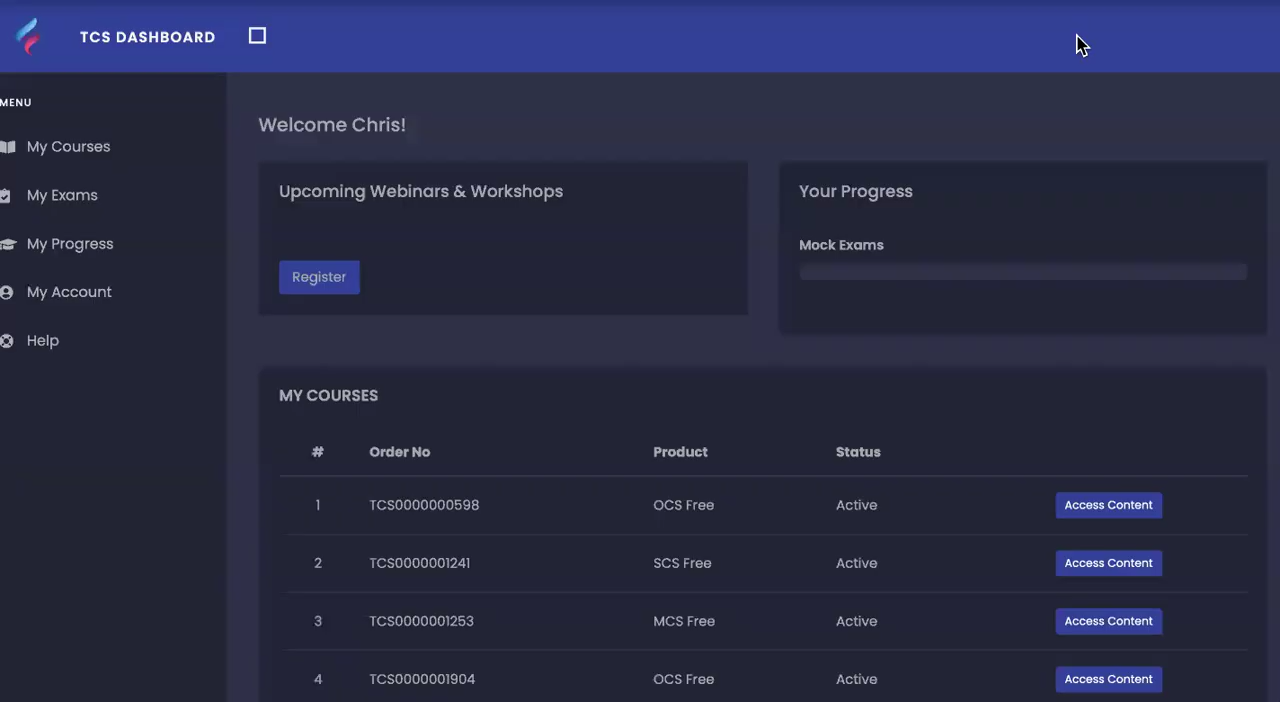 TCS DASHBOARD
MENU
My Courses
My Exams
My Progress
My Account
Help
Welcome Chris!
Upcoming Webinars & Workshops
Register
Your Progress
Mock Exams
MY COURSES
# Order No Product Status
1 TCS0000000598 OCS Free Active Access Content
2 TCS0000001241 SCS Free Active Access Content
3 TCS0000001253 MCS Free Active Access Content
4 TCS0000001904 OCS Free Active Access Content